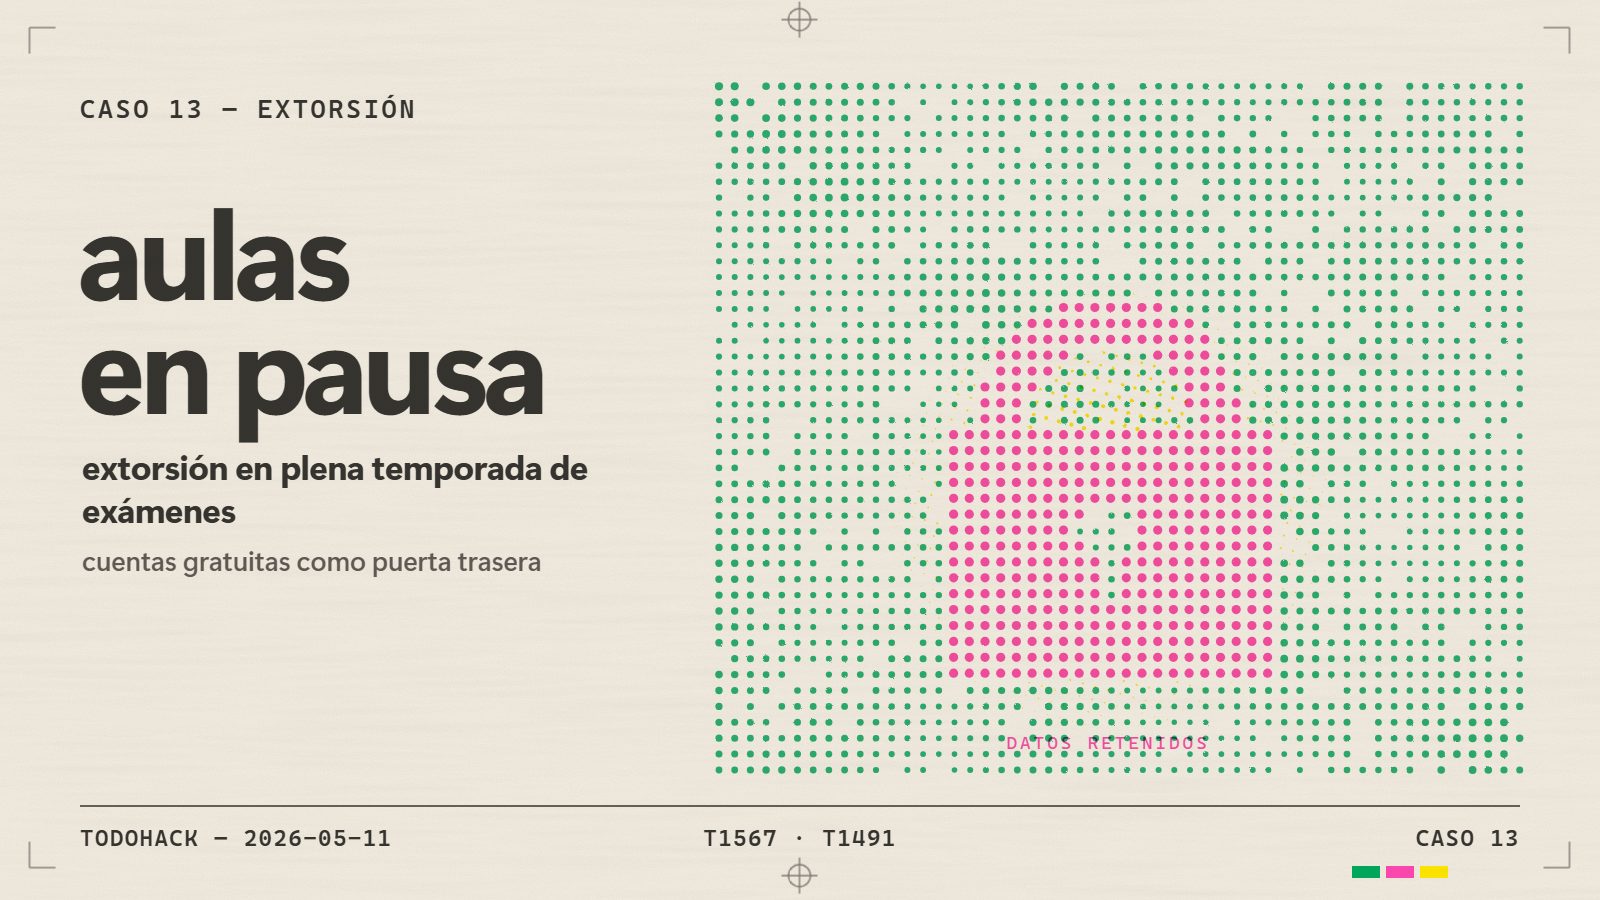 CASO 13 — EXTORSIÓN
aulas
en pausa
extorsión en plena temporada de
exámenes
cuentas gratuitas como puerta trasera
DATOS RETENIDOS
TODOHACK — 2026-05-11
T1567 · T1491
CASO 13